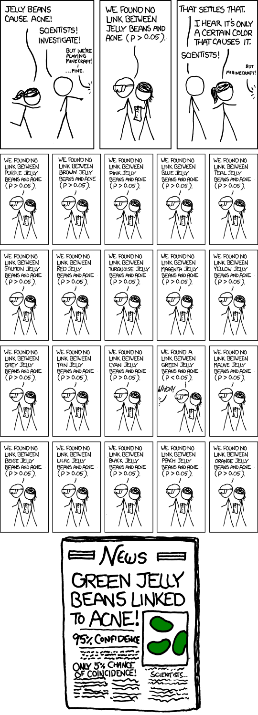 JELLY BEANS
CAUSE ACNE!
SCIENTISTS!
INVESTIGATE!
BUT WE'RE
PLAYING
MINECRAFT!
...FINE.
WE FOUND NO
LINK BETWEEN
JELLY BEANS AND
ACNE (P > 0.05).
THAT SETTLES THAT.
I HEAR IT'S ONLY
A CERTAIN COLOR
THAT CAUSES IT.
SCIENTISTS!
BUT
MINECRAFT!
WE FOUND NO
LINK BETWEEN
PURPLE JELLY
BEANS AND ACNE
(P > 0.05).
WE FOUND NO
LINK BETWEEN
BROWN JELLY
BEANS AND ACNE
(P > 0.05).
WE FOUND NO
LINK BETWEEN
PINK JELLY
BEANS AND ACNE
(P > 0.05).
WE FOUND NO
LINK BETWEEN
BLUE JELLY
BEANS AND ACNE
(P > 0.05).
WE FOUND NO
LINK BETWEEN
TEAL JELLY
BEANS AND ACNE
(P > 0.05).
WE FOUND NO
LINK BETWEEN
SALMON JELLY
BEANS AND ACNE
(P > 0.05).
WE FOUND NO
LINK BETWEEN
RED JELLY
BEANS AND ACNE
(P > 0.05).
WE FOUND NO
LINK BETWEEN
TURQUOISE JELLY
BEANS AND ACNE
(P > 0.05).
WE FOUND NO
LINK BETWEEN
MAGENTA JELLY
BEANS AND ACNE
(P > 0.05).
WE FOUND NO
LINK BETWEEN
YELLOW JELLY
BEANS AND ACNE
(P > 0.05).
WE FOUND NO
LINK BETWEEN
GREY JELLY
BEANS AND ACNE
(P > 0.05).
WE FOUND NO
LINK BETWEEN
TAN JELLY
BEANS AND ACNE
(P > 0.05).
WE FOUND NO
LINK BETWEEN
CYAN JELLY
BEANS AND ACNE
(P > 0.05).
WE FOUND A
LINK BETWEEN
GREEN JELLY
BEANS AND ACNE
(P < 0.05).
WHOA!
WE FOUND NO
LINK BETWEEN
MAUVE JELLY
BEANS AND ACNE
(P > 0.05).
WE FOUND NO
LINK BETWEEN
BEIGE JELLY
BEANS AND ACNE
(P > 0.05).
WE FOUND NO
LINK BETWEEN
LILAC JELLY
BEANS AND ACNE
(P > 0.05).
WE FOUND NO
LINK BETWEEN
BLACK JELLY
BEANS AND ACNE
(P > 0.05).
WE FOUND NO
LINK BETWEEN
PEACH JELLY
BEANS AND ACNE
(P > 0.05).
WE FOUND NO
LINK BETWEEN
ORANGE JELLY
BEANS AND ACNE
(P > 0.05).
NEWS
GREEN JELLY
BEANS LINKED
TO ACNE!
95% CONFIDENCE
ONLY 5% CHANCE
OF COINCIDENCE!
SCIENTISTS...